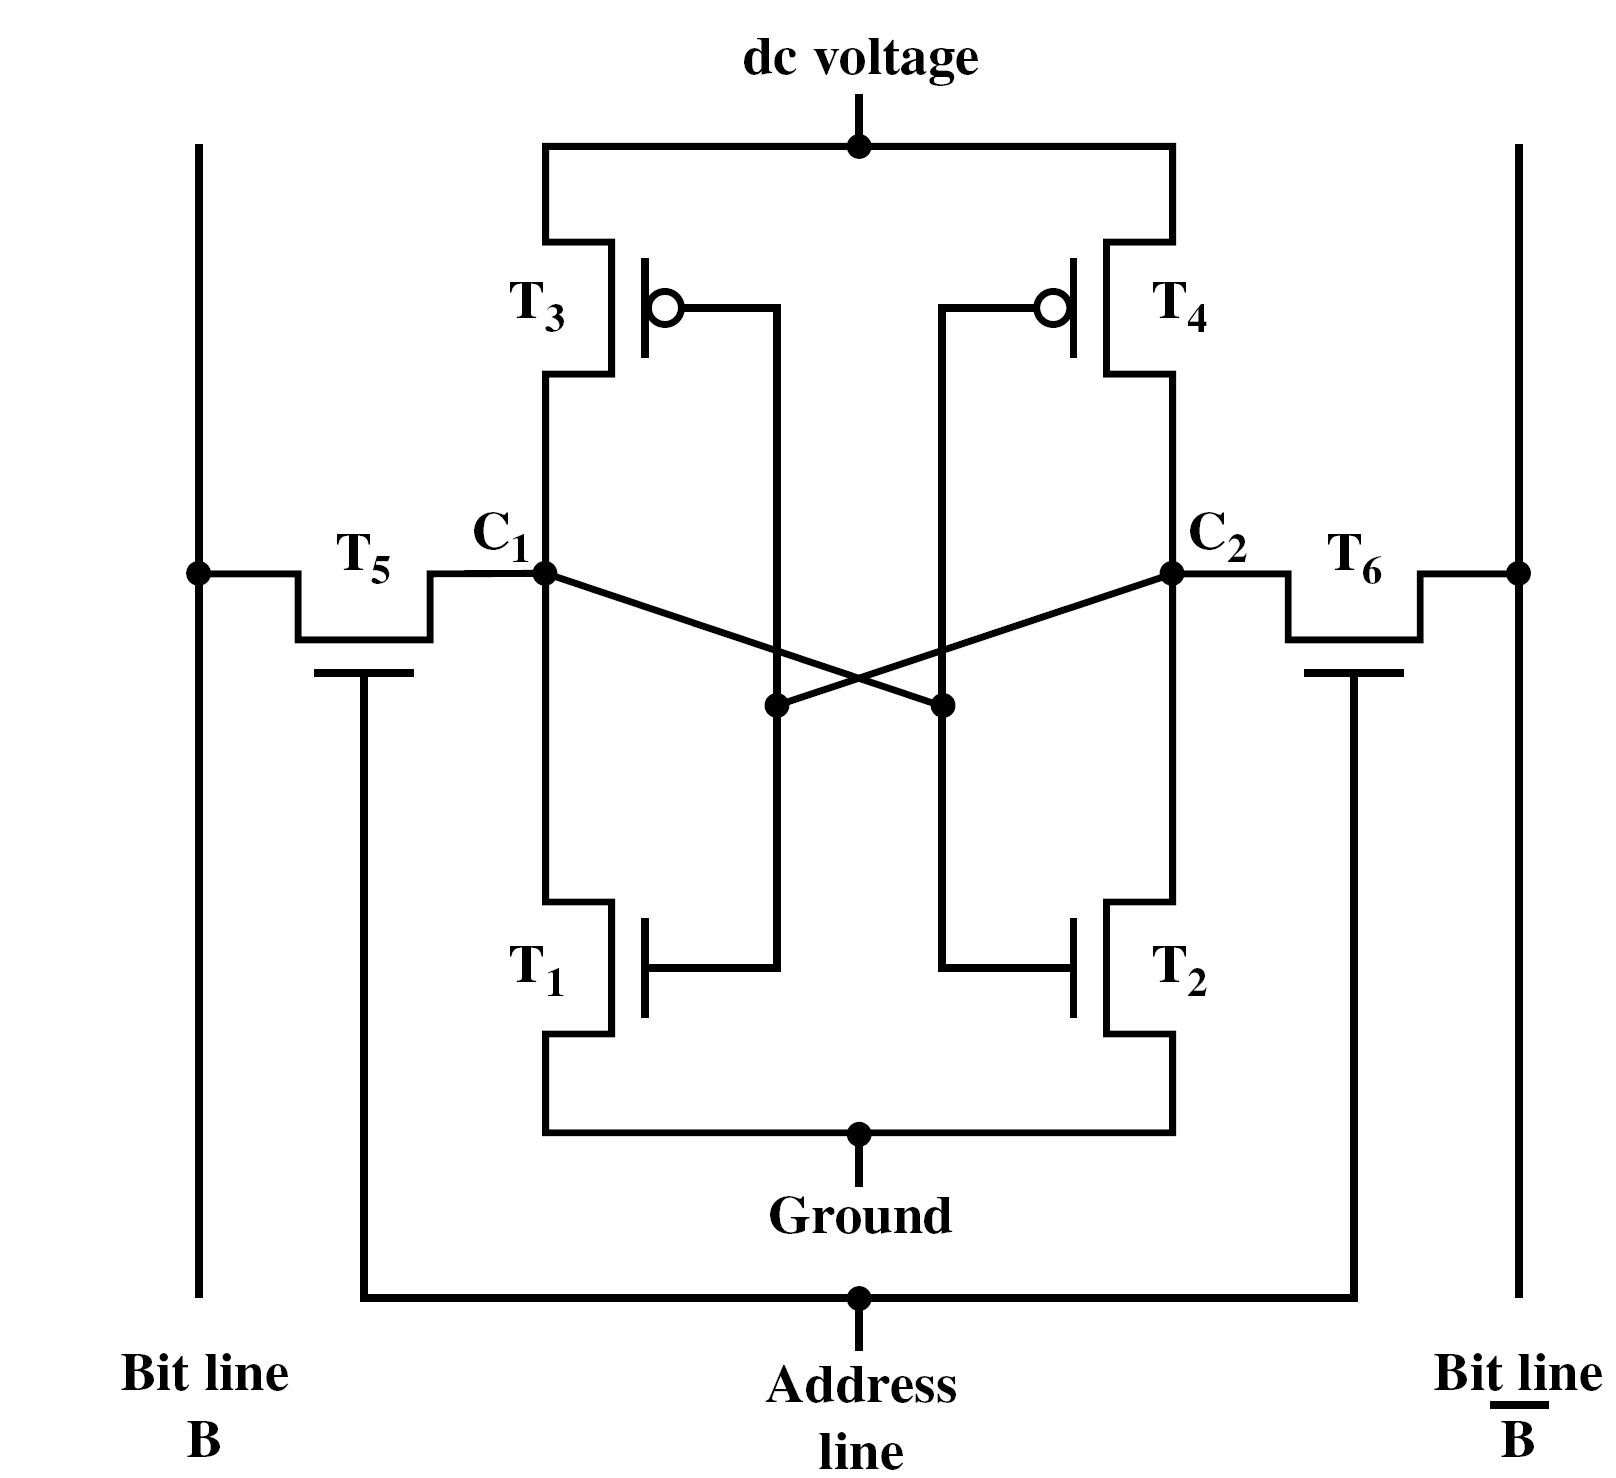 dc voltage
T3
T4
T5
C1
C2
T6
T1
T2
Ground
Bit line
B
Address
line
Bit line
B̅